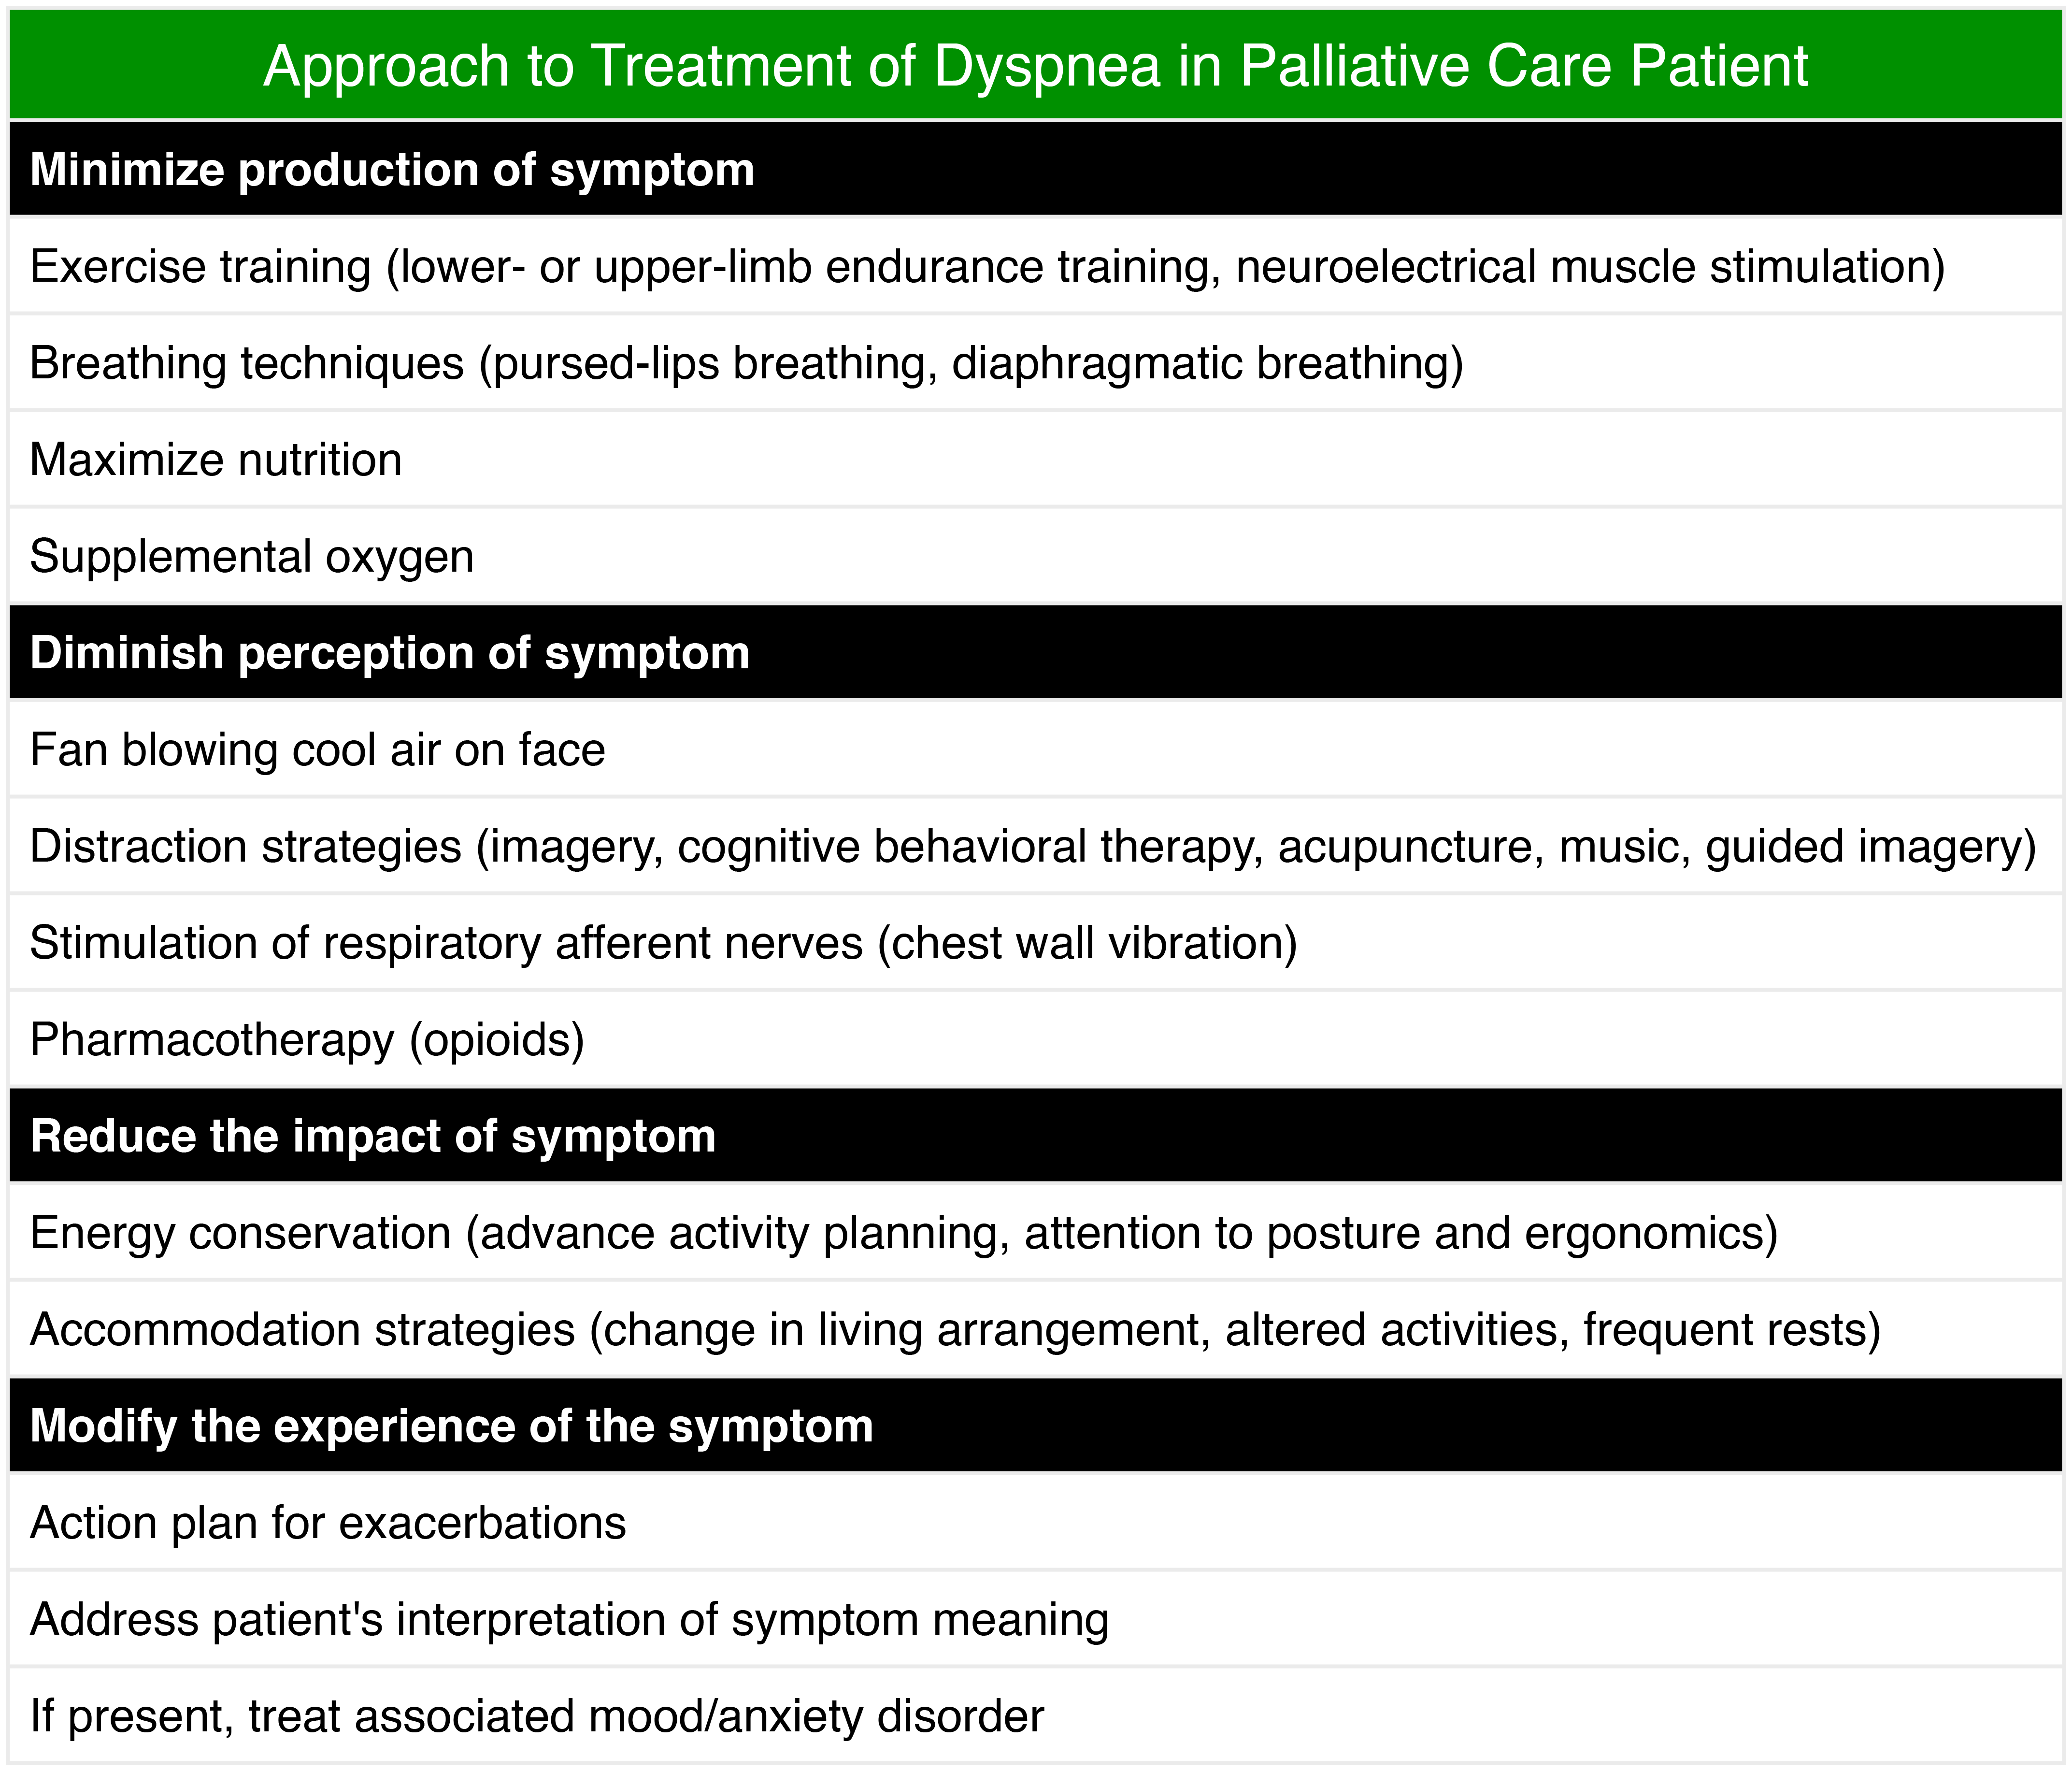 Approach to Treatment of Dyspnea in Palliative Care Patient
Minimize production of symptom
Exercise training (lower- or upper-limb endurance training, neuroelectrical muscle stimulation)
Breathing techniques (pursed-lips breathing, diaphragmatic breathing)
Maximize nutrition
Supplemental oxygen
Diminish perception of symptom
Fan blowing cool air on face
Distraction strategies (imagery, cognitive behavioral therapy, acupuncture, music, guided imagery)
Stimulation of respiratory afferent nerves (chest wall vibration)
Pharmacotherapy (opioids)
Reduce the impact of symptom
Energy conservation (advance activity planning, attention to posture and ergonomics)
Accommodation strategies (change in living arrangement, altered activities, frequent rests)
Modify the experience of the symptom
Action plan for exacerbations
Address patient's interpretation of symptom meaning
If present, treat associated mood/anxiety disorder